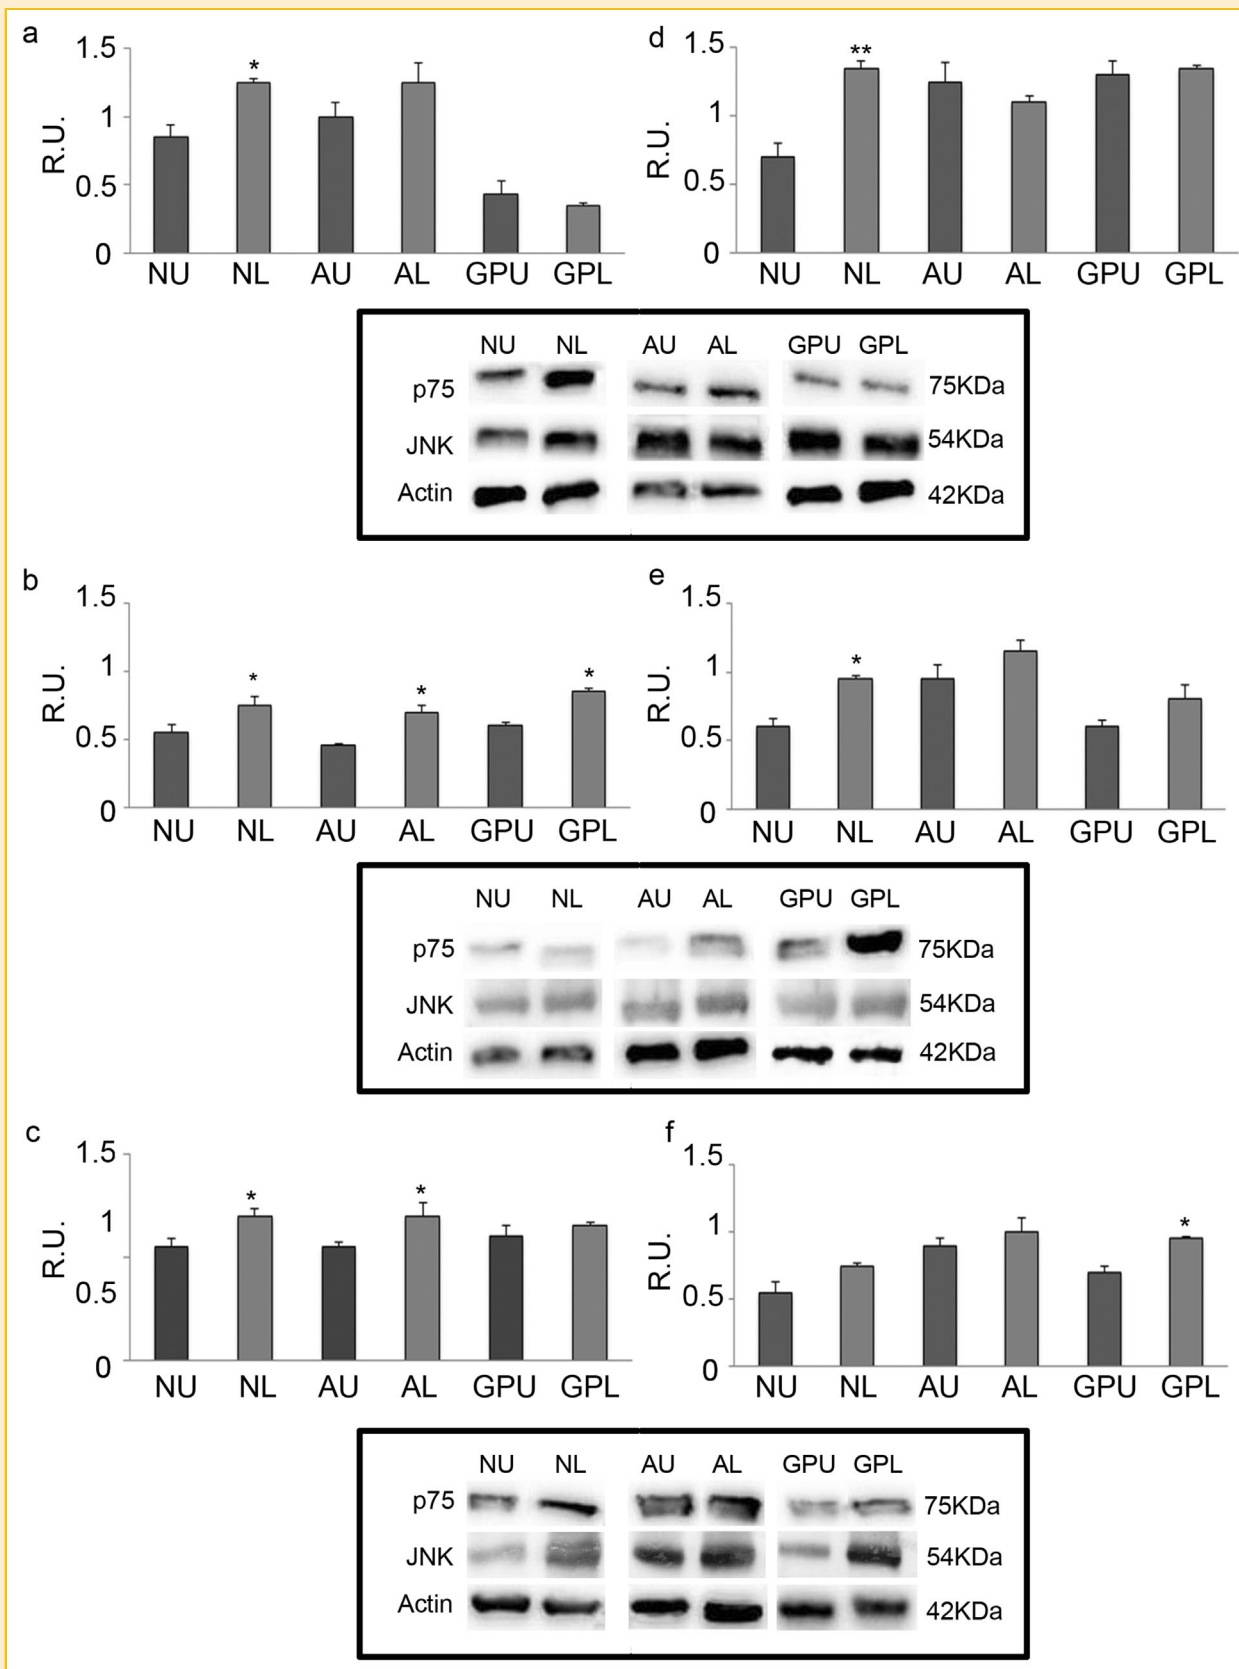 a
1.5
1
0.5
0
R.U.
*
NU NL AU AL GPU GPL
d
1.5
1
0.5
0
R.U.
**
NU NL AU AL GPU GPL
NU NL AU AL GPU GPL
p75 75KDa
JNK 54KDa
Actin 42KDa
b
1.5
1
0.5
0
R.U.
* * *
NU NL AU AL GPU GPL
e
1.5
1
0.5
0
R.U.
*
NU NL AU AL GPU GPL
NU NL AU AL GPU GPL
p75 75KDa
JNK 54KDa
Actin 42KDa
c
1.5
1
0.5
0
R.U.
* *
NU NL AU AL GPU GPL
f
1.5
1
0.5
0
R.U.
*
NU NL AU AL GPU GPL
NU NL AU AL GPU GPL
p75 75KDa
JNK 54KDa
Actin 42KDa